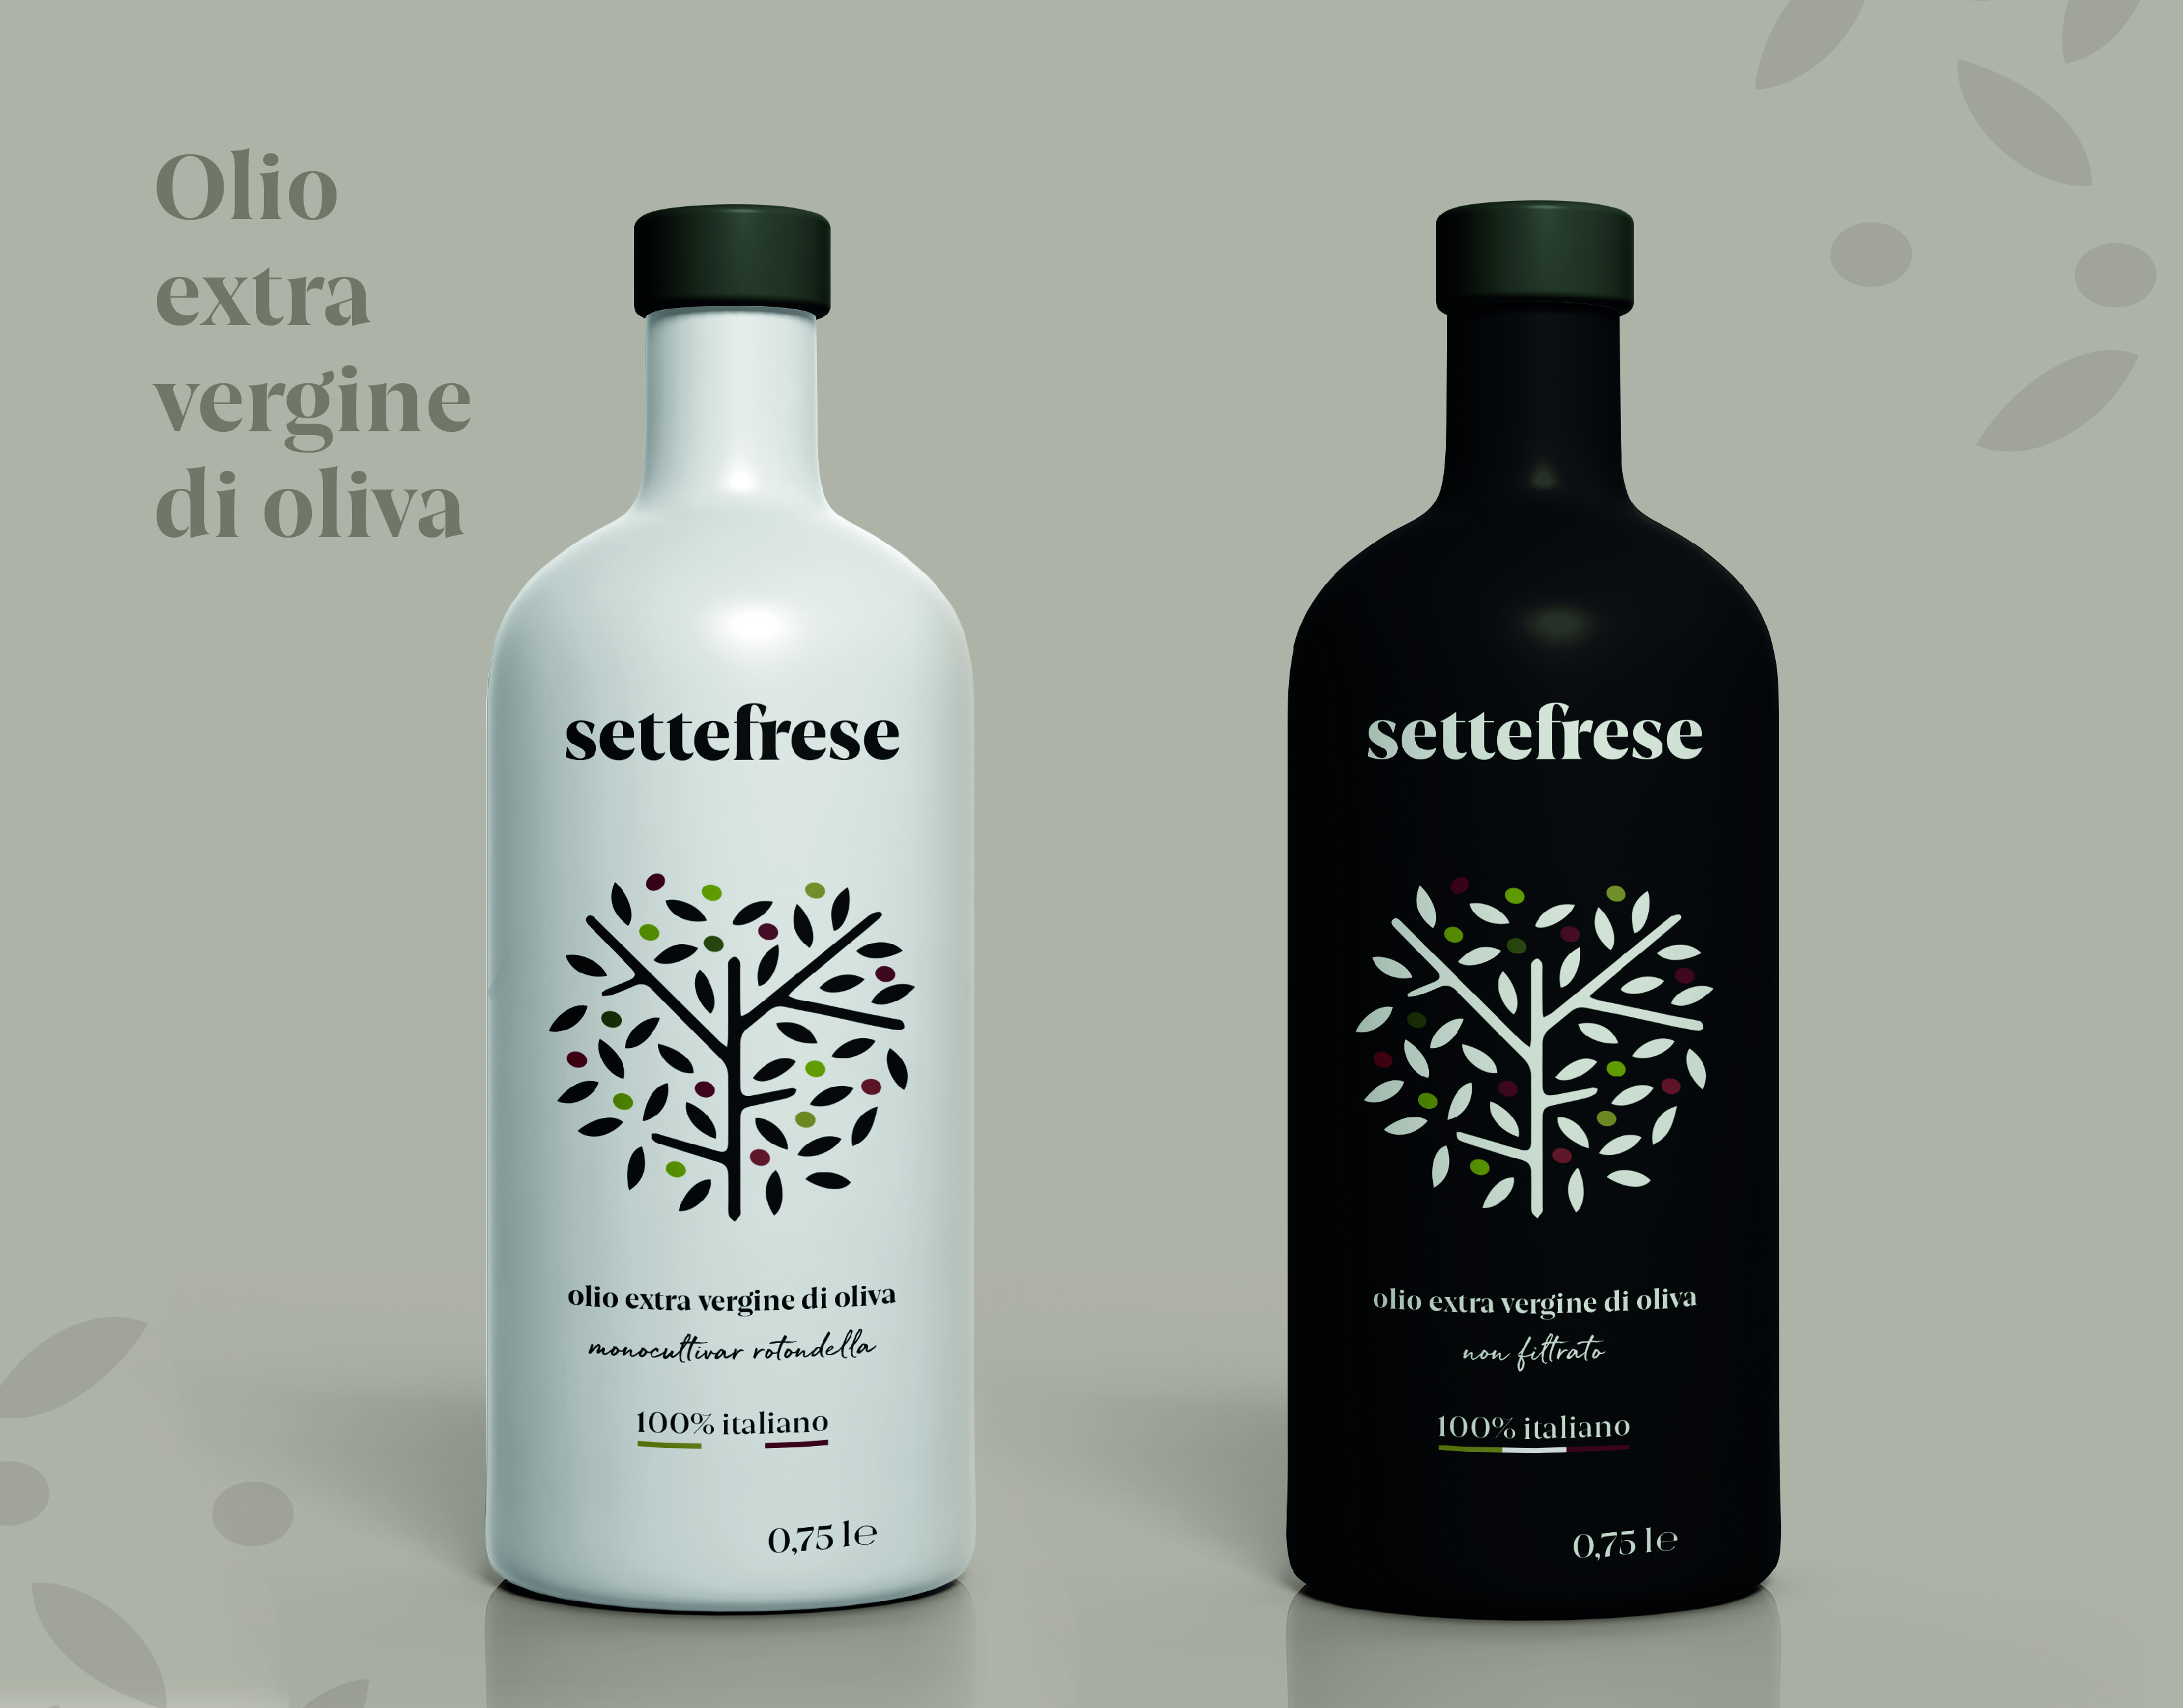 Olio
extra
vergine
di oliva
settefrese
olio extra vergine di oliva
monocultivar rotondella
100% italiano
0,75 l℮
settefrese
olio extra vergine di oliva
non filtrato
100% italiano
0,75 l℮